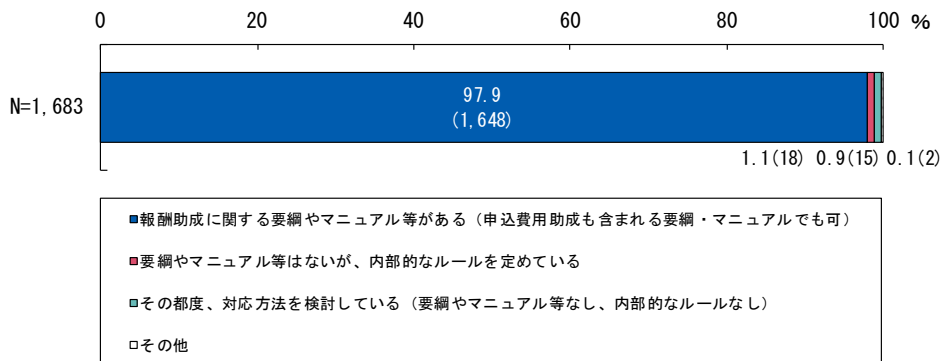 0 20 40 60 80 100 %
N=1,683
97.9
(1,648)
1.1(18) 0.9(15) 0.1(2)
報酬助成に関する要綱やマニュアル等がある（申込費用助成も含まれる要綱・マニュアルでも可）
要綱やマニュアル等はないが、内部的なルールを定めている
その都度、対応方法を検討している（要綱やマニュアル等なし、内部的なルールなし）
その他